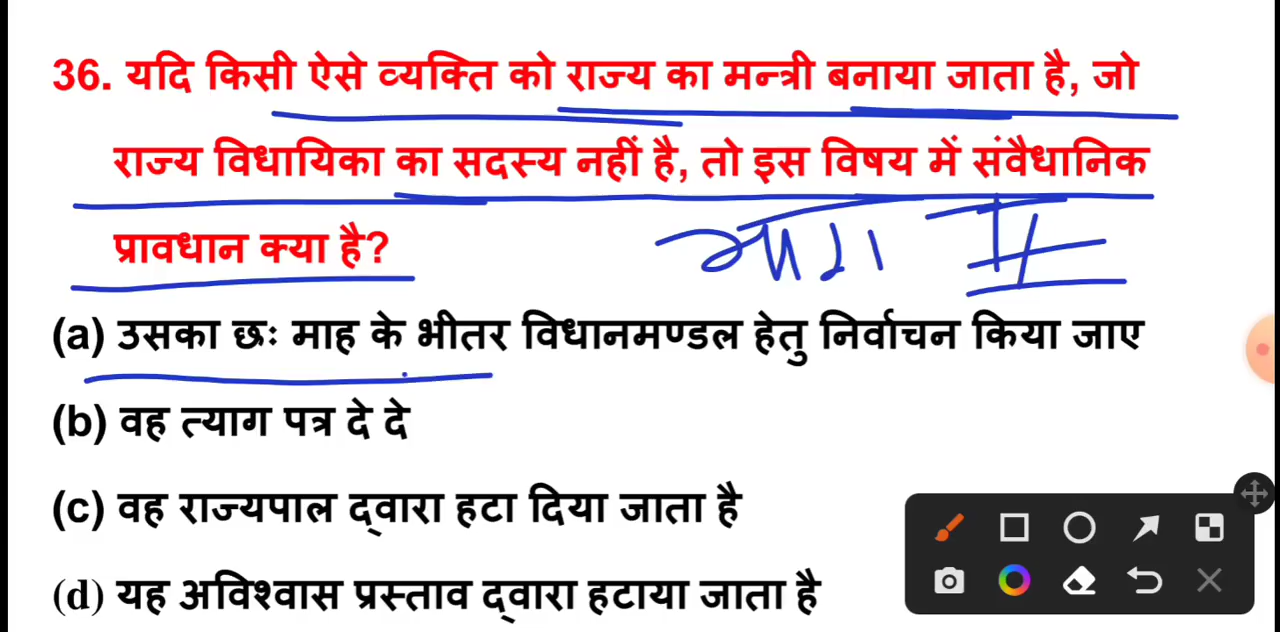 36. यदि किसी ऐसे व्यक्ति को राज्य का मन्त्री बनाया जाता है, जो
राज्य विधायिका का सदस्य नहीं है, तो इस विषय में संवैधानिक
प्रावधान क्या है?
(a) उसका छः माह के भीतर विधानमण्डल हेतु निर्वाचन किया जाए
(b) वह त्याग पत्र दे दे
(c) वह राज्यपाल द्वारा हटा दिया जाता है
(d) यह अविश्वास प्रस्ताव द्वारा हटाया जाता है